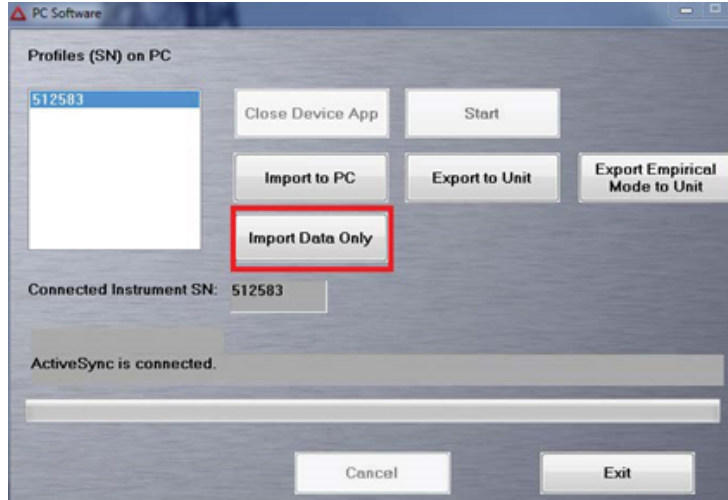 PC Software
Profiles (SN) on PC
512583
Close Device App
Start
Import to PC
Export to Unit
Export Empirical
Mode to Unit
Import Data Only
Connected Instrument SN: 512583
ActiveSync is connected.
Cancel
Exit